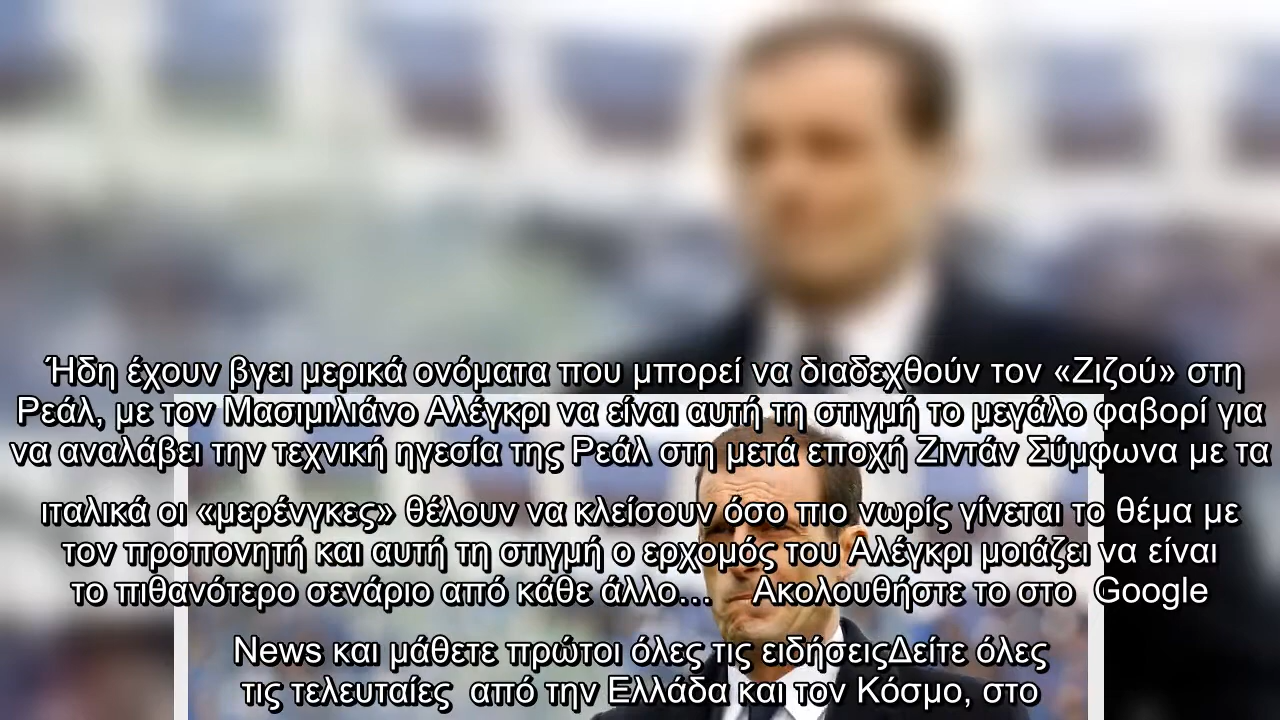 Ήδη έχουν βγει μερικά ονόματα που μπορεί να διαδεχθούν τον «Ζιζού» στη
Ρεάλ, με τον Μασιμιλιάνο Αλέγκρι να είναι αυτή τη στιγμή το μεγάλο φαβορί για
να αναλάβει την τεχνική ηγεσία της Ρεάλ στη μετά εποχή Ζιντάν Σύμφωνα με τα
ιταλικά οι «μερένγκες» θέλουν να κλείσουν όσο πιο νωρίς γίνεται το θέμα με
τον προπονητή και αυτή τη στιγμή ο ερχομός του Αλέγκρι μοιάζει να είναι
το πιθανότερο σενάριο από κάθε άλλο… Ακολουθήστε το στο Google
News και μάθετε πρώτοι όλες τις ειδήσειςΔείτε όλες
τις τελευταίες από την Ελλάδα και τον Κόσμο, στο